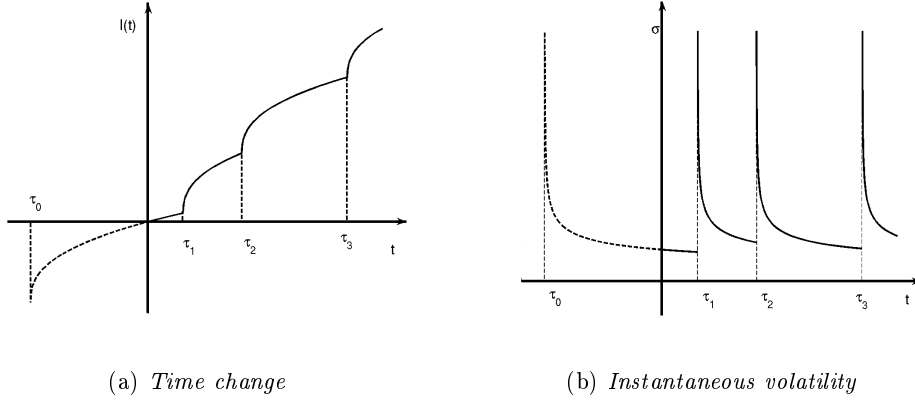 I(t)
τ0
τ1
τ2
τ3
t
σ
τ0
τ1
τ2
τ3
t
(a) Time change
(b) Instantaneous volatility